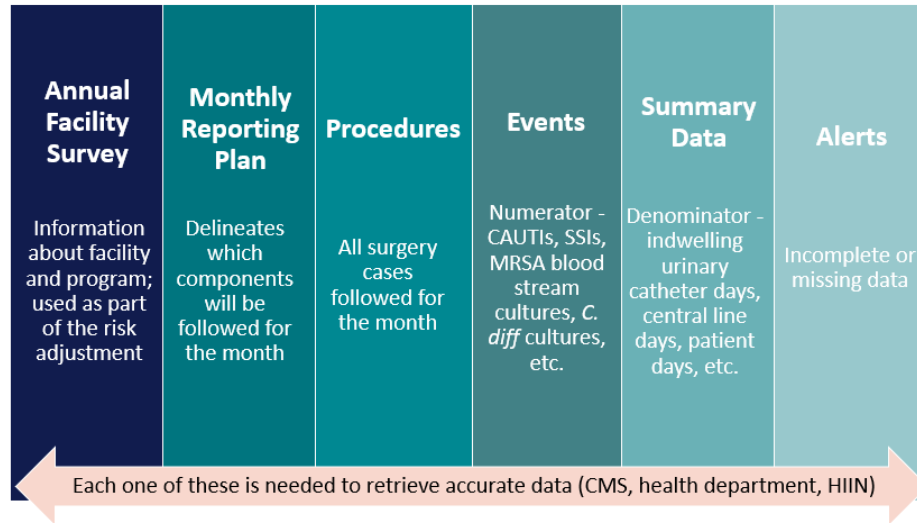 Annual
Facility
Survey
Information
about facility
and program;
used as part
of the risk
adjustment
Monthly
Reporting
Plan
Delineates
which
components
will be
followed for
the month
Procedures
All surgery
cases
followed for
the month
Events
Numerator -
CAUTIs, SSIs,
MRSA blood
stream
cultures, C.
diff cultures,
etc.
Summary
Data
Denominator -
indwelling
urinary
catheter days,
central line
days, patient
days, etc.
Alerts
Incomplete or
missing data
Each one of these is needed to retrieve accurate data (CMS, health department, HIIN)